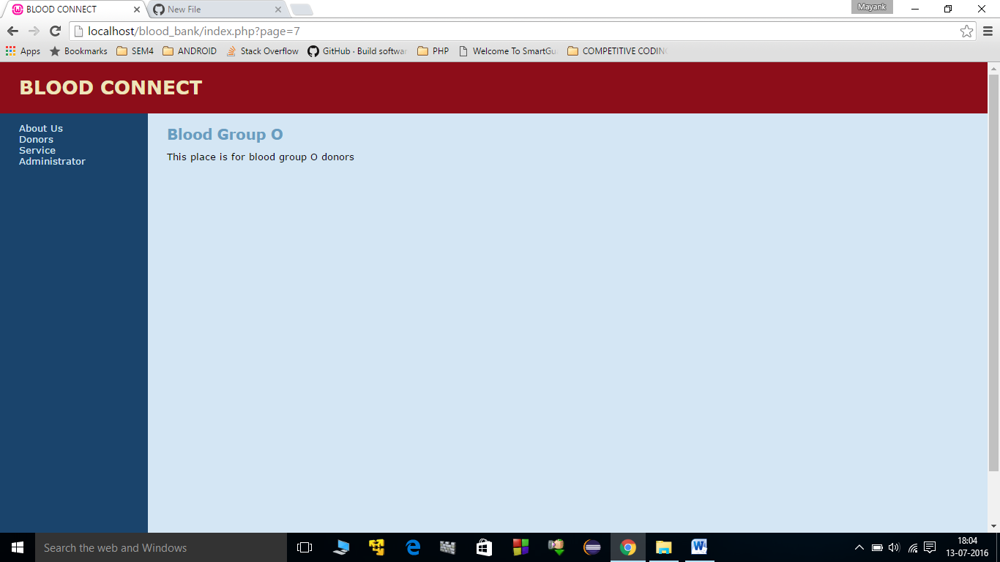 BLOOD CONNECT
New File
Mayank
localhost/blood_bank/index.php?page=7
Apps Bookmarks SEM4 ANDROID Stack Overflow GitHub · Build softwar PHP Welcome To SmartGu COMPETITIVE CODING
BLOOD CONNECT
About Us
Donors
Service
Administrator
Blood Group O
This place is for blood group O donors
Search the web and Windows
18:04
13-07-2016